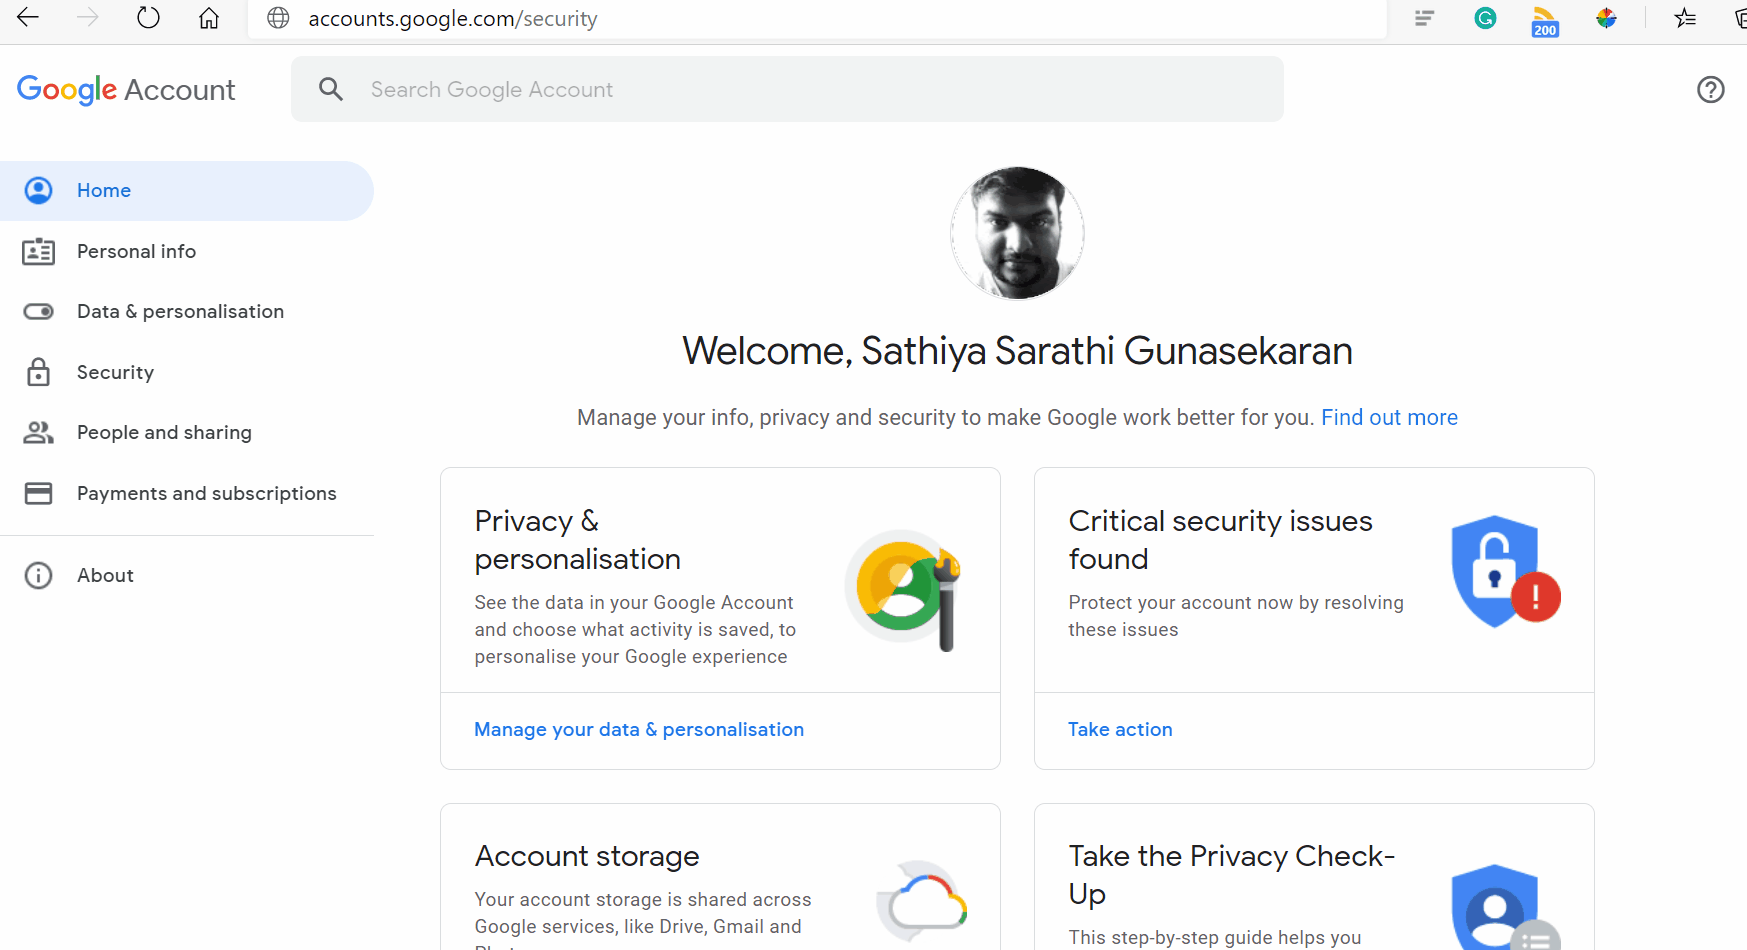 accounts.google.com/security
200
Google Account
Search Google Account
Home
Personal info
Data & personalisation
Security
People and sharing
Payments and subscriptions
About
Welcome, Sathiya Sarathi Gunasekaran
Manage your info, privacy and security to make Google work better for you. Find out more
Privacy &
personalisation
See the data in your Google Account
and choose what activity is saved, to
personalise your Google experience
Manage your data & personalisation
Critical security issues
found
Protect your account now by resolving
these issues
Take action
Account storage
Your account storage is shared across
Google services, like Drive, Gmail and
Take the Privacy Check-
Up
This step-by-step guide helps you